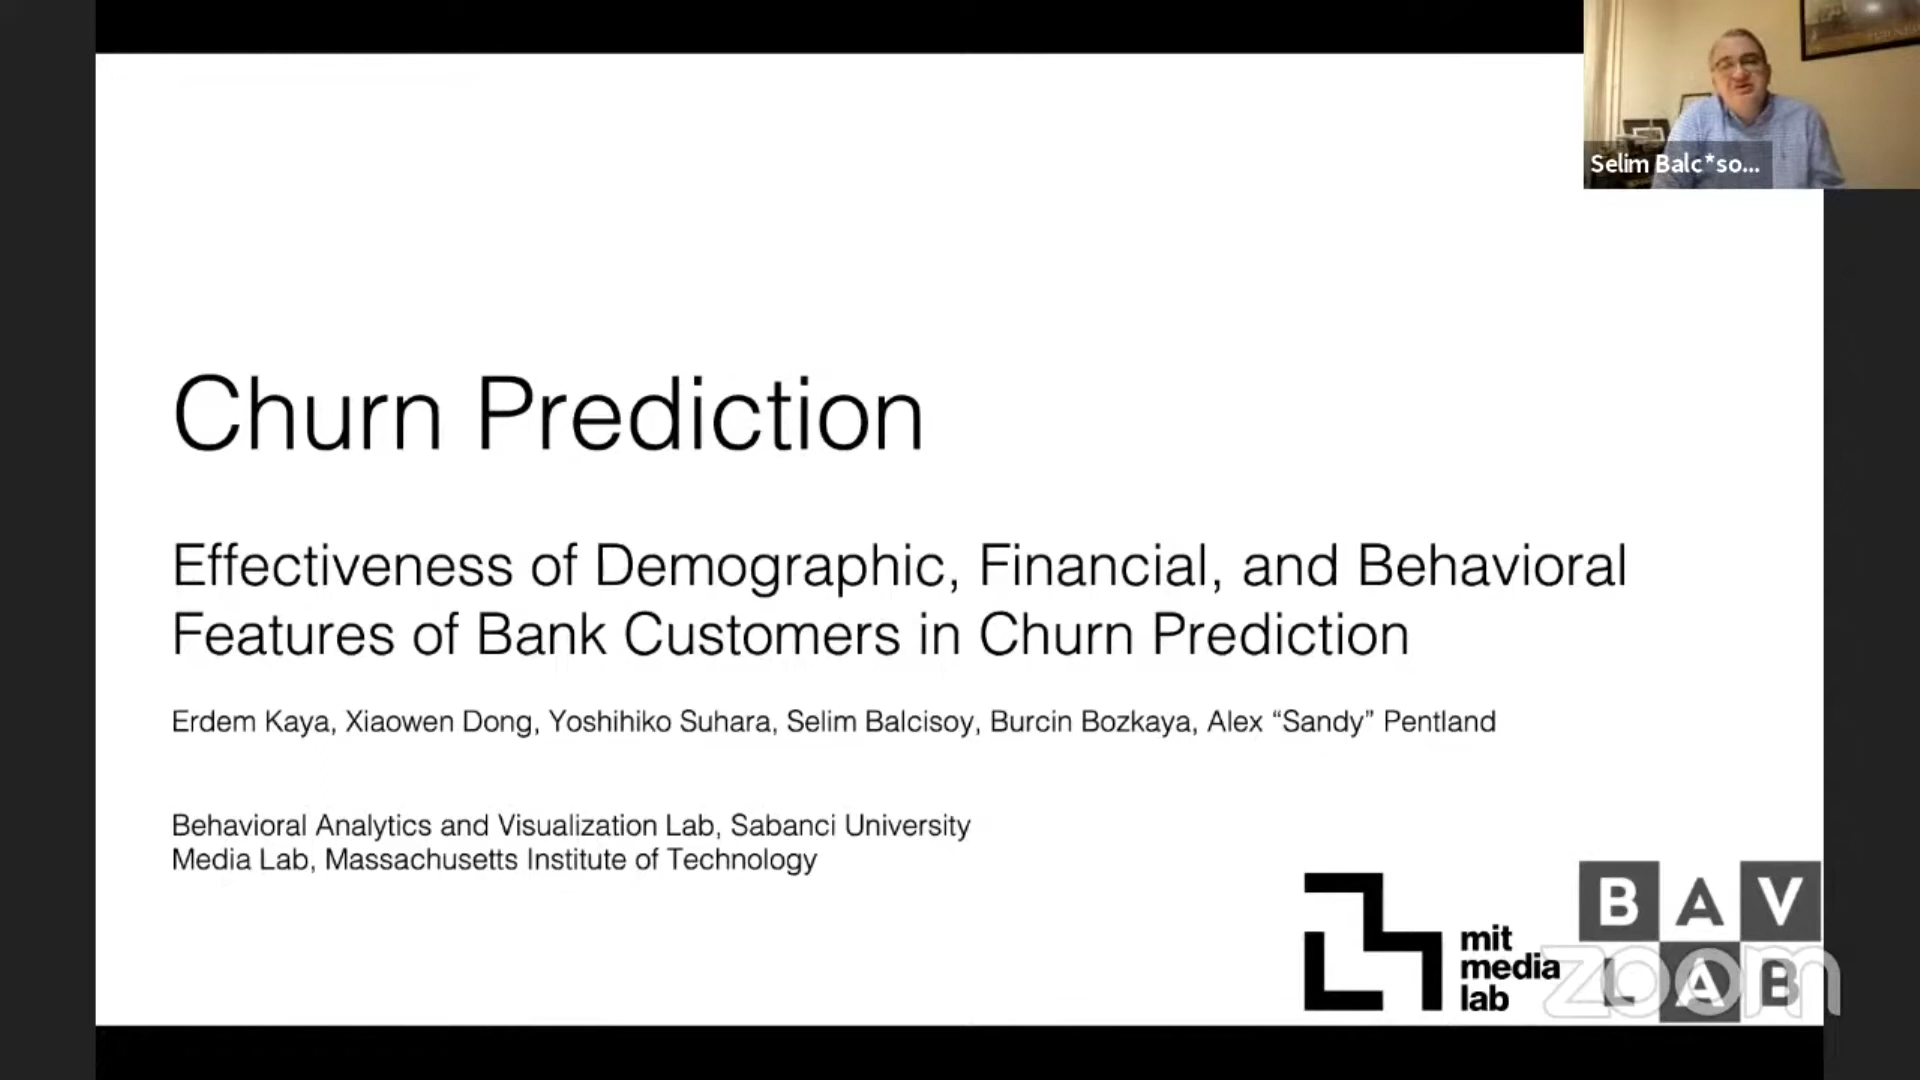 Selim Balc*so...
Churn Prediction
Effectiveness of Demographic, Financial, and Behavioral
Features of Bank Customers in Churn Prediction
Erdem Kaya, Xiaowen Dong, Yoshihiko Suhara, Selim Balcisoy, Burcin Bozkaya, Alex “Sandy” Pentland
Behavioral Analytics and Visualization Lab, Sabanci University
Media Lab, Massachusetts Institute of Technology
mit
media
lab
BAV
LAB
zoom